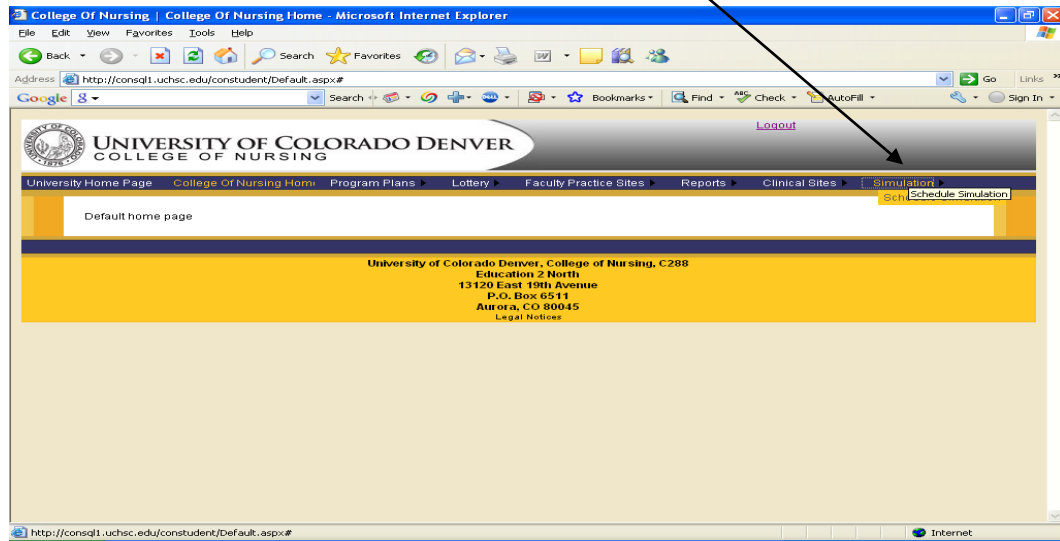 College Of Nursing | College Of Nursing Home - Microsoft Internet Explorer
File Edit View Favorites Tools Help
Back Search Favorites
Address http://consql1.uchsc.edu/constudent/Default.aspx# Go Links »
Google Search Bookmarks Find Check AutoFill Sign In
Logout
UNIVERSITY OF COLORADO DENVER
COLLEGE OF NURSING
University Home Page College Of Nursing Hom Program Plans Lottery Faculty Practice Sites Reports Clinical Sites Simulation
Schedule Simulation
Default home page
University of Colorado Denver, College of Nursing, C288
Education 2 North
13120 East 19th Avenue
P.O. Box 6511
Aurora, CO 80045
Legal Notices
http://consql1.uchsc.edu/constudent/Default.aspx# Internet